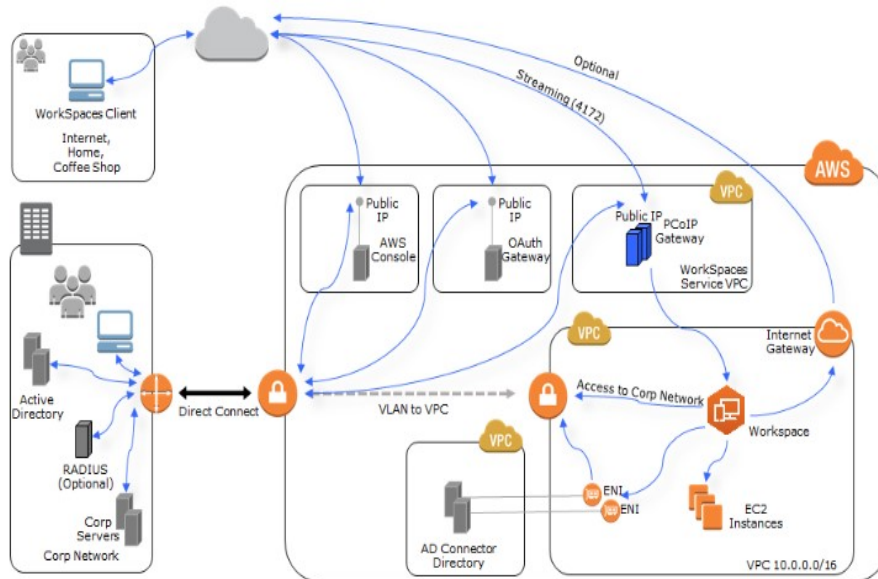 WorkSpaces Client
Internet,
Home,
Coffee Shop
Optional
Streaming (4172)
AWS
Public
IP
AWS
Console
Public
IP
OAuth
Gateway
VPC
Public IP
PCoIP
Gateway
WorkSpaces
Service VPC
Active
Directory
RADIUS
(Optional)
Corp
Servers
Corp Network
Direct Connect
VLAN to VPC
VPC
Internet
Gateway
Access to Corp Network
Workspace
VPC
ENI
ENI
AD Connector
Directory
EC2
Instances
VPC 10.0.0.0/16